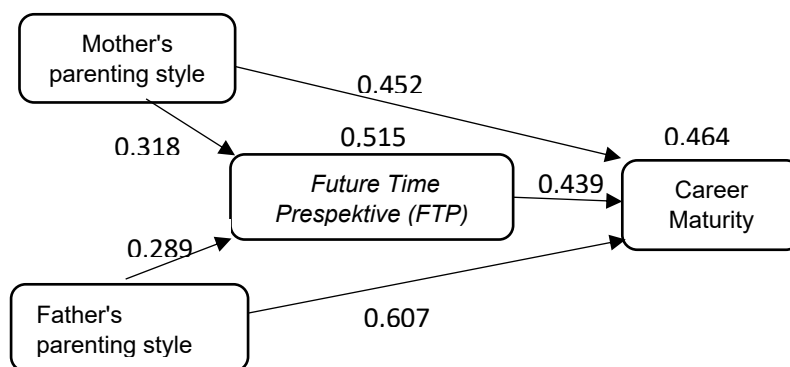 Mother's
parenting style
0.452
0.318
0,515
0.464
Future Time
Prespektive (FTP)
0.439
Career
Maturity
0.289
Father's
parenting style
0.607